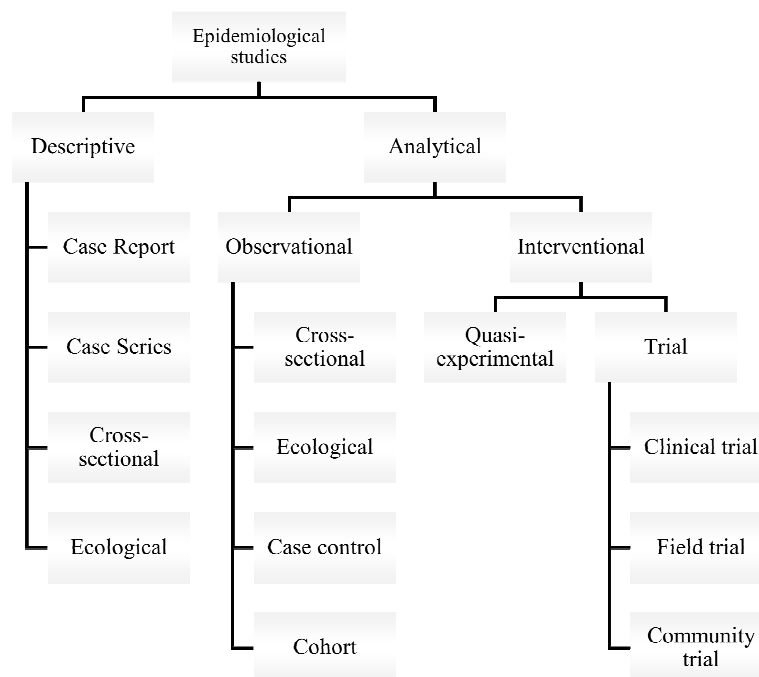 Epidemiological
studies
Descriptive
Analytical
Case Report
Observational
Interventional
Case Series
Cross-
sectional
Quasi-
experimental
Trial
Cross-
sectional
Ecological
Clinical trial
Ecological
Case control
Field trial
Cohort
Community
trial